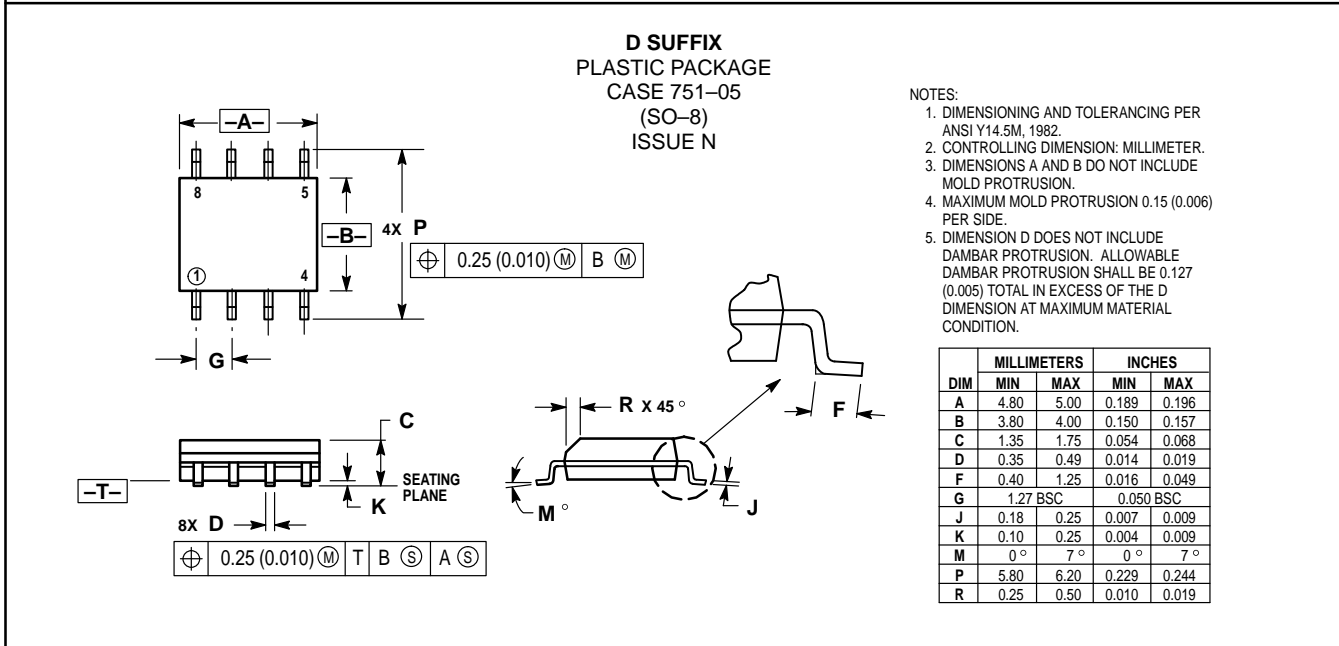 D SUFFIX
PLASTIC PACKAGE
CASE 751–05
(SO–8)
ISSUE N
–A–
8
5
–B–
4X P
⌖ 0.25 (0.010) Ⓜ B Ⓜ
1
4
G
C
–T–
K
SEATING
PLANE
8X D
⌖ 0.25 (0.010) Ⓜ T B Ⓢ A Ⓢ
R X 45°
M°
J
F
NOTES:
1. DIMENSIONING AND TOLERANCING PER
ANSI Y14.5M, 1982.
2. CONTROLLING DIMENSION: MILLIMETER.
3. DIMENSIONS A AND B DO NOT INCLUDE
MOLD PROTRUSION.
4. MAXIMUM MOLD PROTRUSION 0.15 (0.006)
PER SIDE.
5. DIMENSION D DOES NOT INCLUDE
DAMBAR PROTRUSION. ALLOWABLE
DAMBAR PROTRUSION SHALL BE 0.127
(0.005) TOTAL IN EXCESS OF THE D
DIMENSION AT MAXIMUM MATERIAL
CONDITION.
MILLIMETERS INCHES
DIM MIN MAX MIN MAX
A 4.80 5.00 0.189 0.196
B 3.80 4.00 0.150 0.157
C 1.35 1.75 0.054 0.068
D 0.35 0.49 0.014 0.019
F 0.40 1.25 0.016 0.049
G 1.27 BSC 0.050 BSC
J 0.18 0.25 0.007 0.009
K 0.10 0.25 0.004 0.009
M 0° 7° 0° 7°
P 5.80 6.20 0.229 0.244
R 0.25 0.50 0.010 0.019